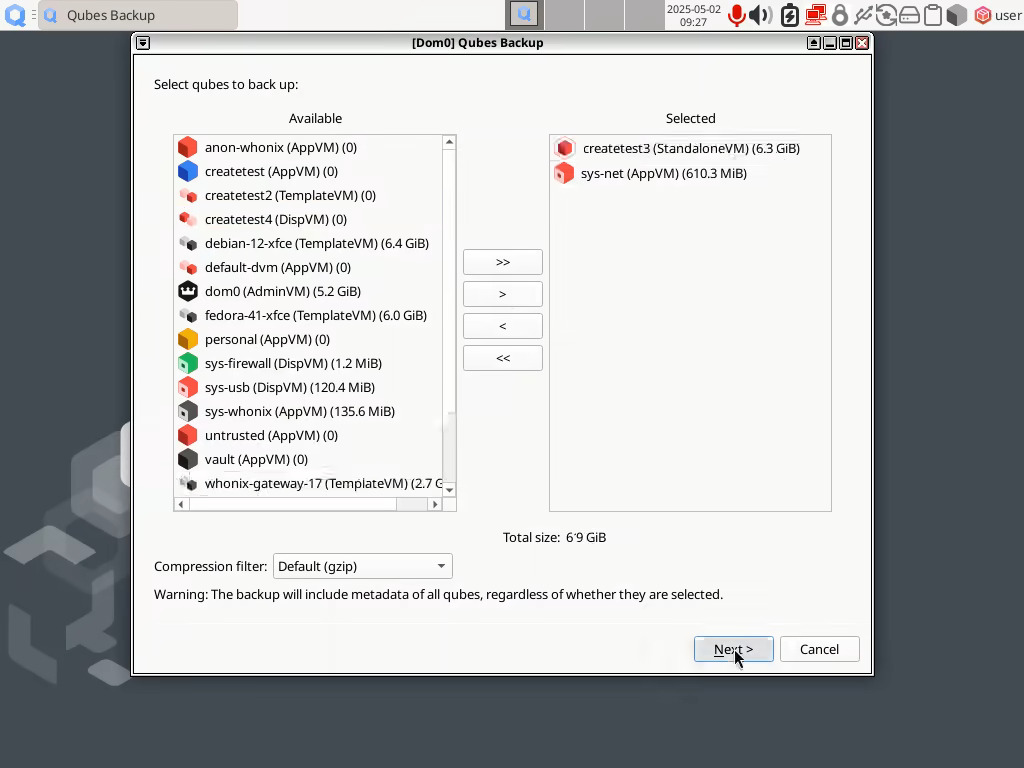 Qubes Backup
2025-05-02
09:27
user
[Dom0] Qubes Backup
Select qubes to back up:
Available
Selected
anon-whonix (AppVM) (0)
createtest (AppVM) (0)
createtest2 (TemplateVM) (0)
createtest4 (DispVM) (0)
debian-12-xfce (TemplateVM) (6.4 GiB)
default-dvm (AppVM) (0)
dom0 (AdminVM) (5.2 GiB)
fedora-41-xfce (TemplateVM) (6.0 GiB)
personal (AppVM) (0)
sys-firewall (DispVM) (1.2 MiB)
sys-usb (DispVM) (120.4 MiB)
sys-whonix (AppVM) (135.6 MiB)
untrusted (AppVM) (0)
vault (AppVM) (0)
whonix-gateway-17 (TemplateVM) (2.7 G
>>
>
<
<<
createtest3 (StandaloneVM) (6.3 GiB)
sys-net (AppVM) (610.3 MiB)
Total size: 6.9 GiB
Compression filter: Default (gzip)
Warning: The backup will include metadata of all qubes, regardless of whether they are selected.
Next >
Cancel